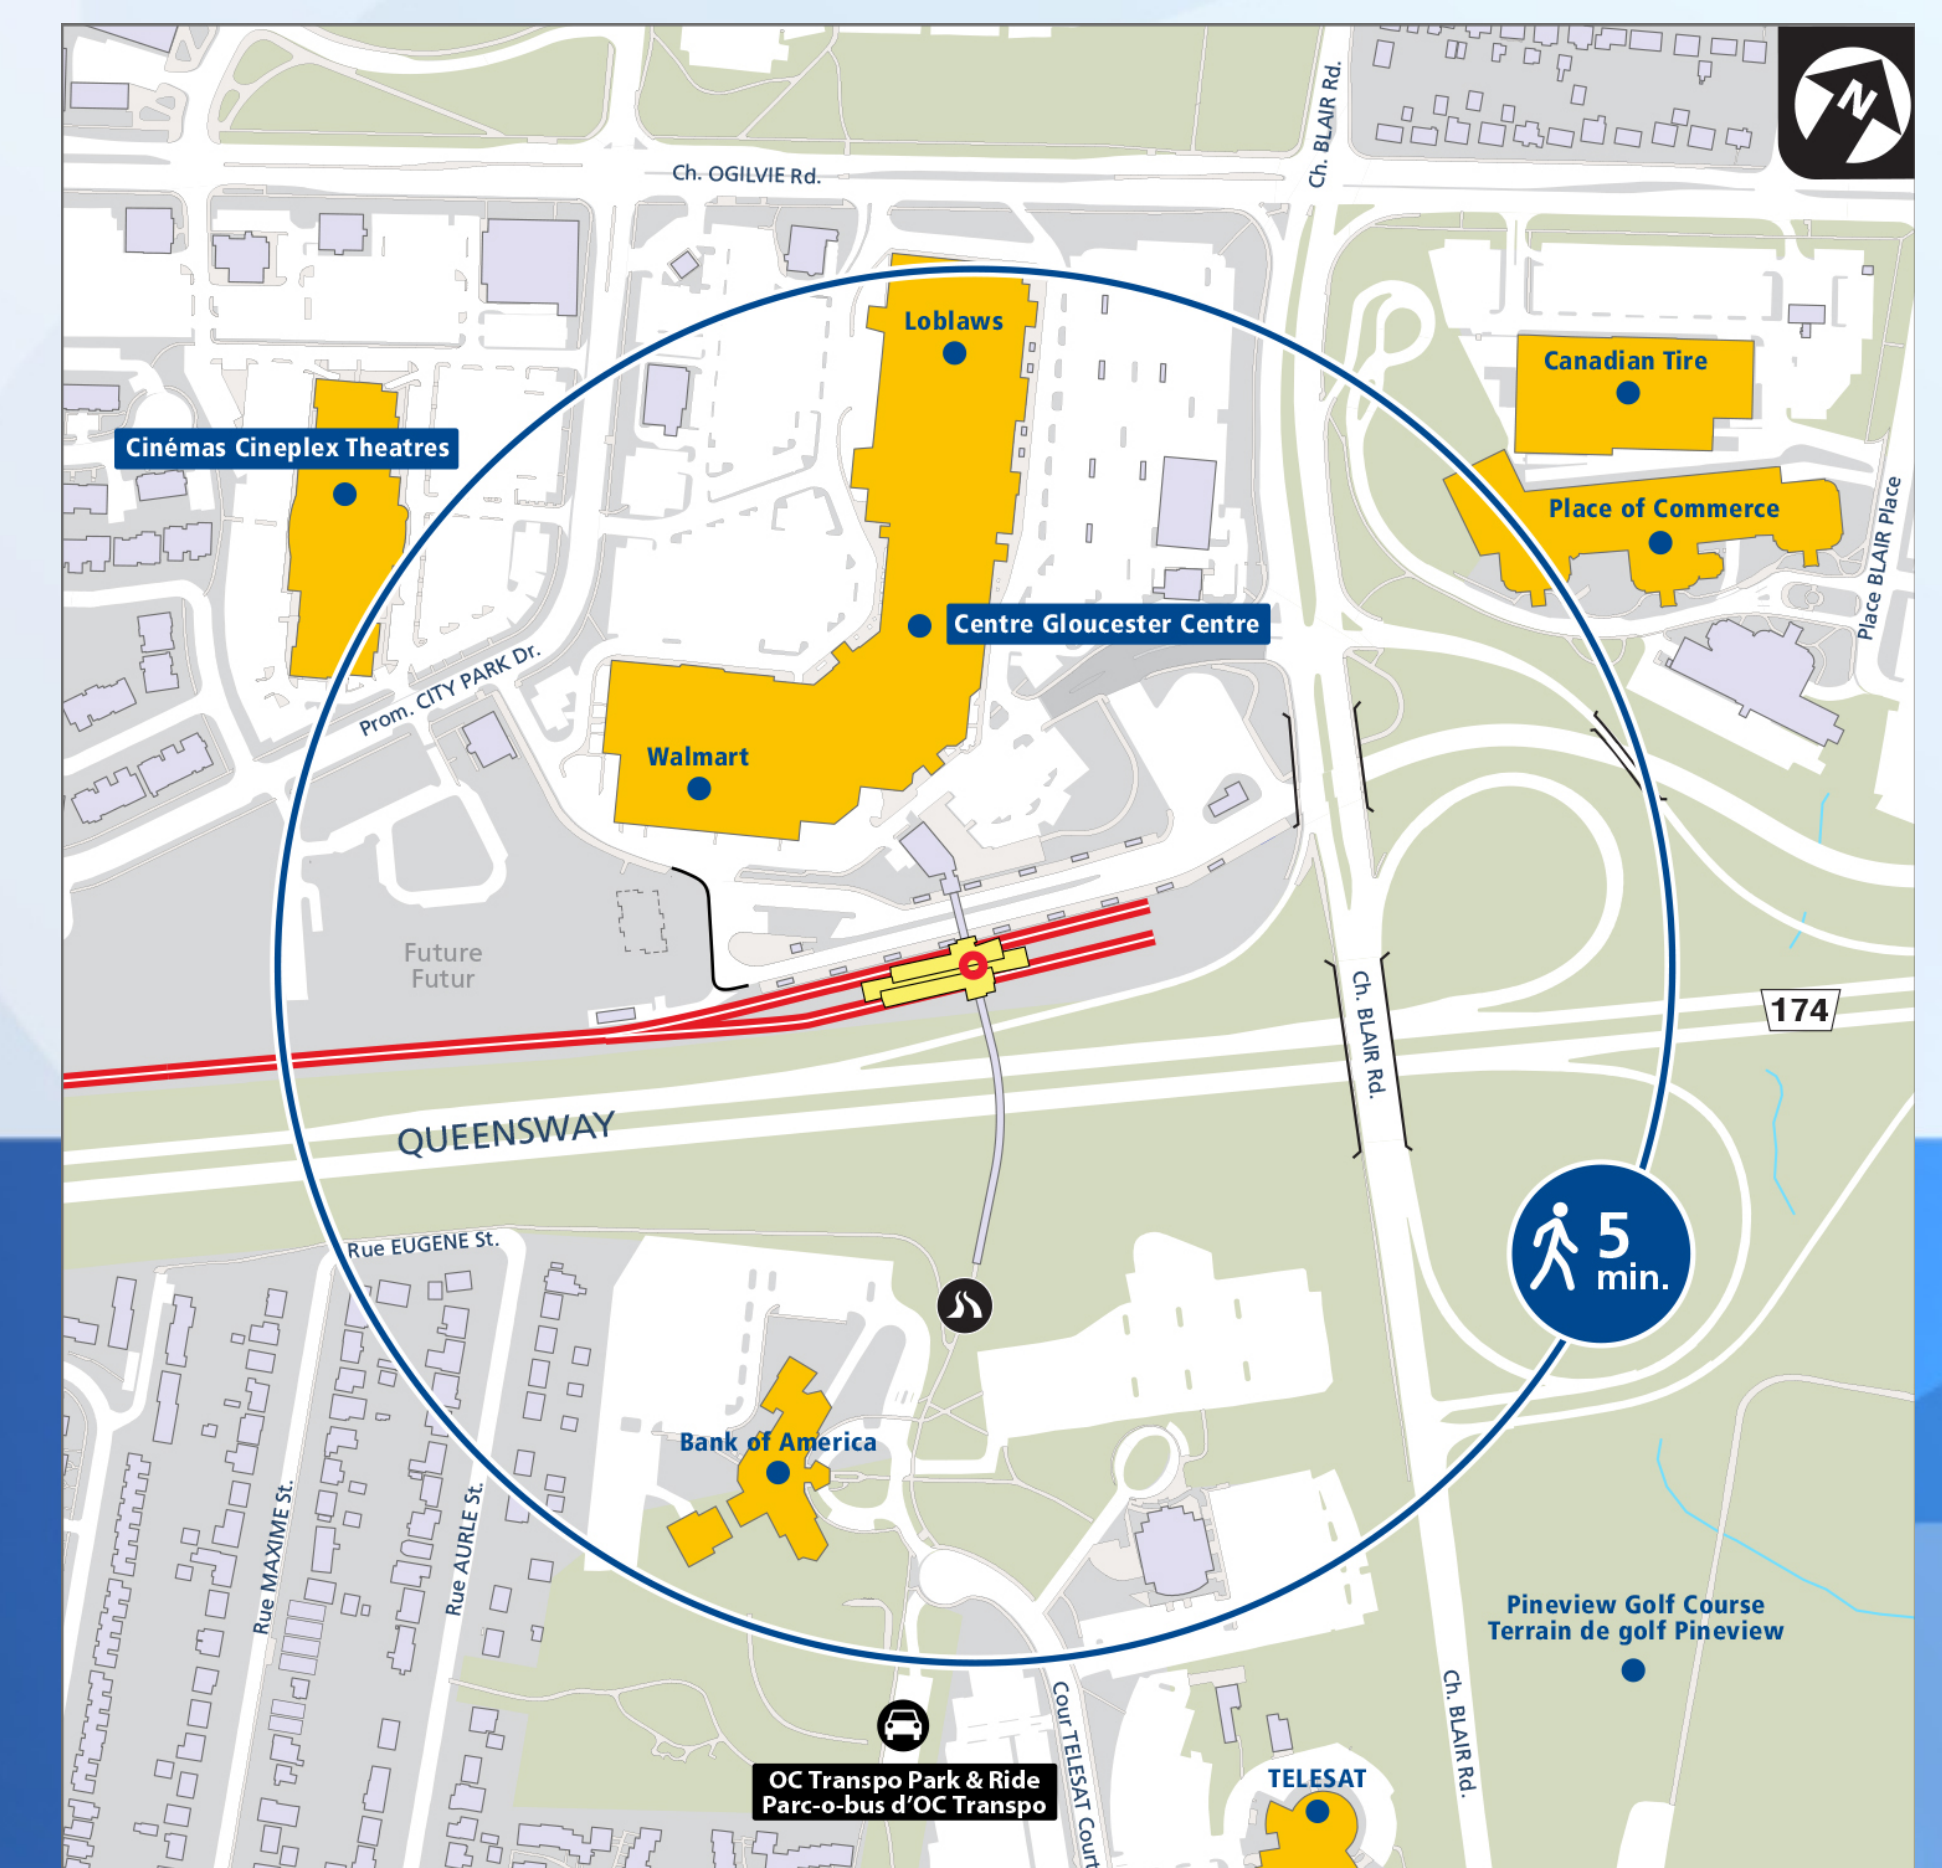 Ch. BLAIR Rd.
N
Ch. OGILVIE Rd.
Loblaws
Canadian Tire
Cinémas Cineplex Theatres
Place of Commerce
Place BLAIR Place
Centre Gloucester Centre
Prom. CITY PARK Dr.
Walmart
Future
Futur
Ch. BLAIR Rd.
174
QUEENSWAY
5
min.
Rue EUGENE St.
Bank of America
Rue MAXIME St.
Rue AURLE St.
Pineview Golf Course
Terrain de golf Pineview
Ch. BLAIR Rd.
Cour TELESAT Court
OC Transpo Park & Ride
Parc-o-bus d'OC Transpo
TELESAT